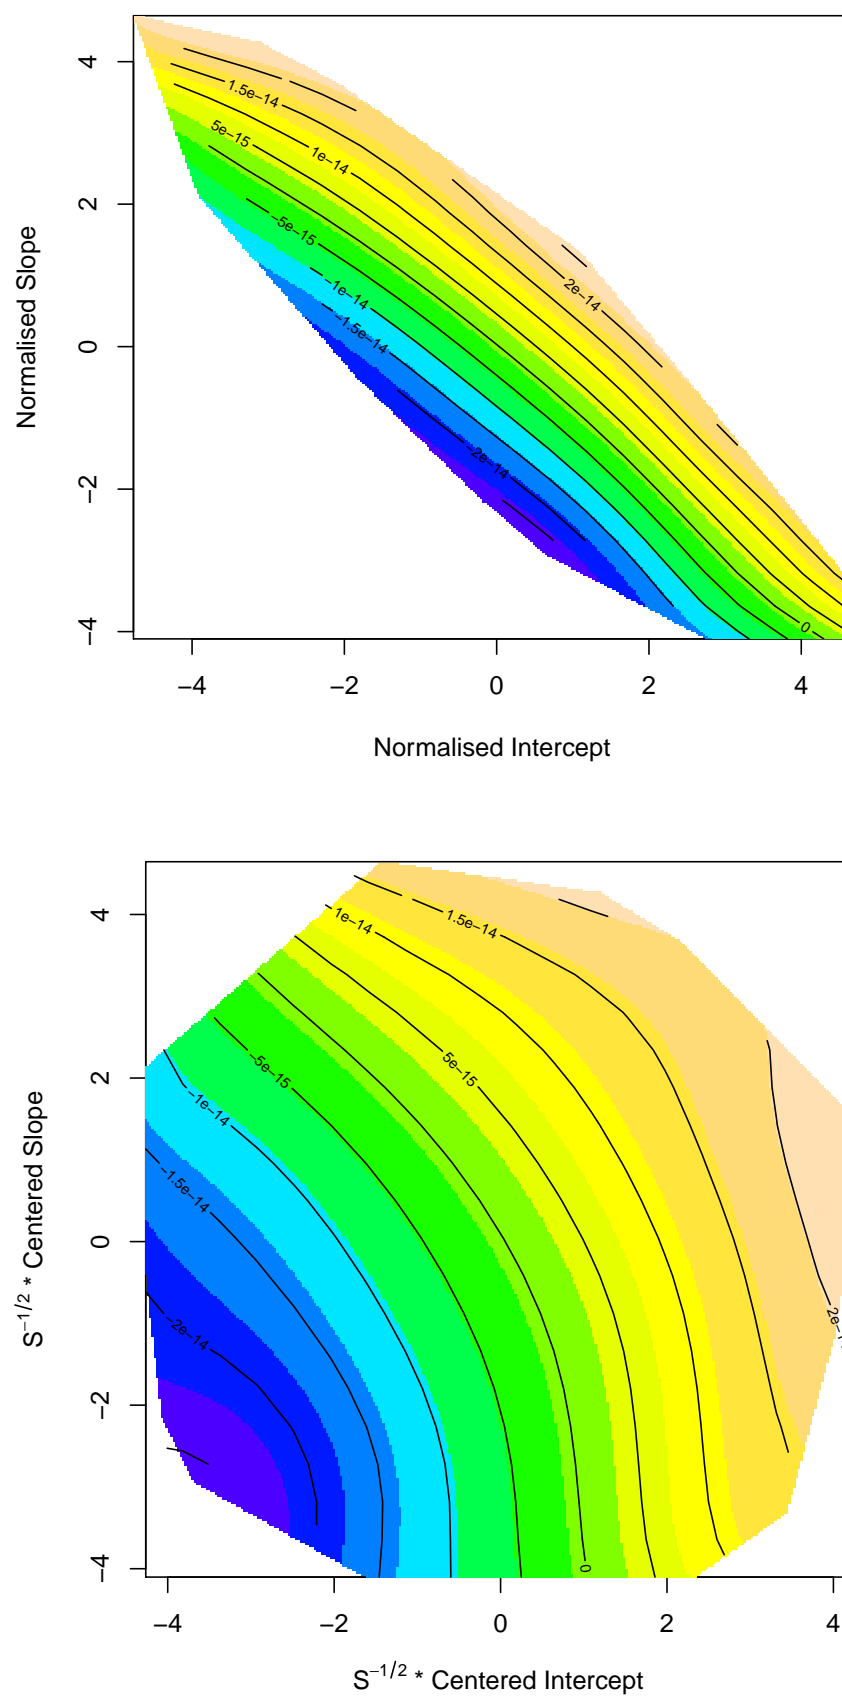 4
2
0
−2
−4
Normalised Slope
1.5e−14
5e−15
1e−14
−5e−15
−1e−14
−1.5e−14
2e−14
−2e−14
0
−4 −2 0 2 4
Normalised Intercept
4
2
0
−2
−4
S−1/2 * Centered Slope
1e−14
1.5e−14
5e−15
−5e−15
−1e−14
−1.5e−14
−2e−14
0
−4 −2 0 2 4
S−1/2 * Centered Intercept